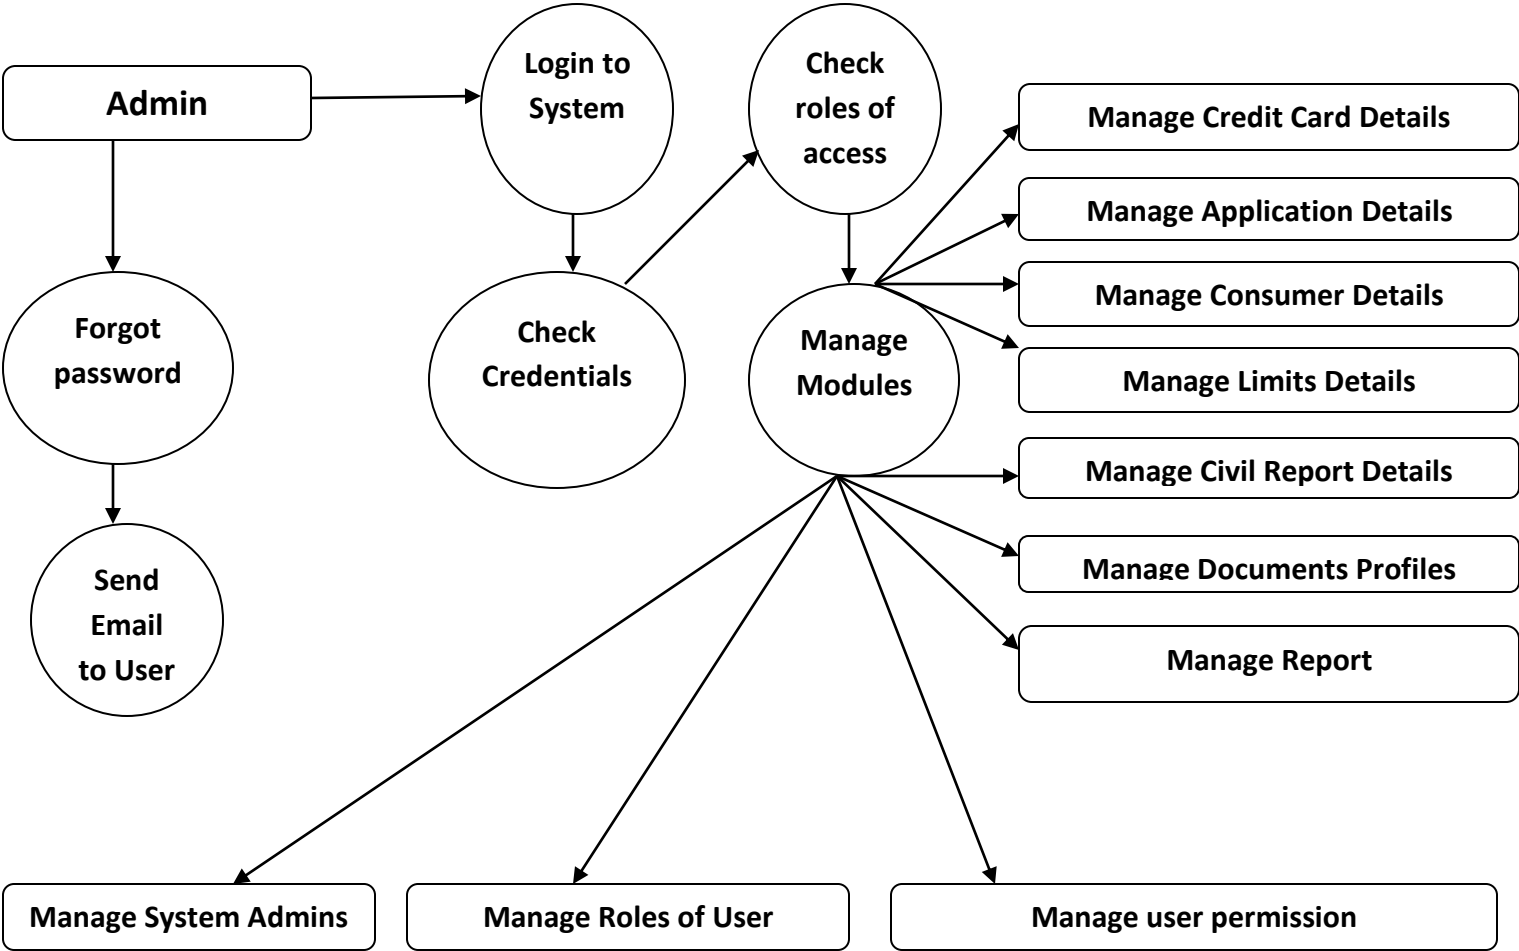 Admin
Login to
System
Check
roles of
access
Manage Credit Card Details
Manage Application Details
Manage Consumer Details
Manage Limits Details
Forgot
password
Check
Credentials
Manage
Modules
Manage Civil Report Details
Manage Documents Profiles
Manage Report
Send
Email
to User
Manage System Admins
Manage Roles of User
Manage user permission